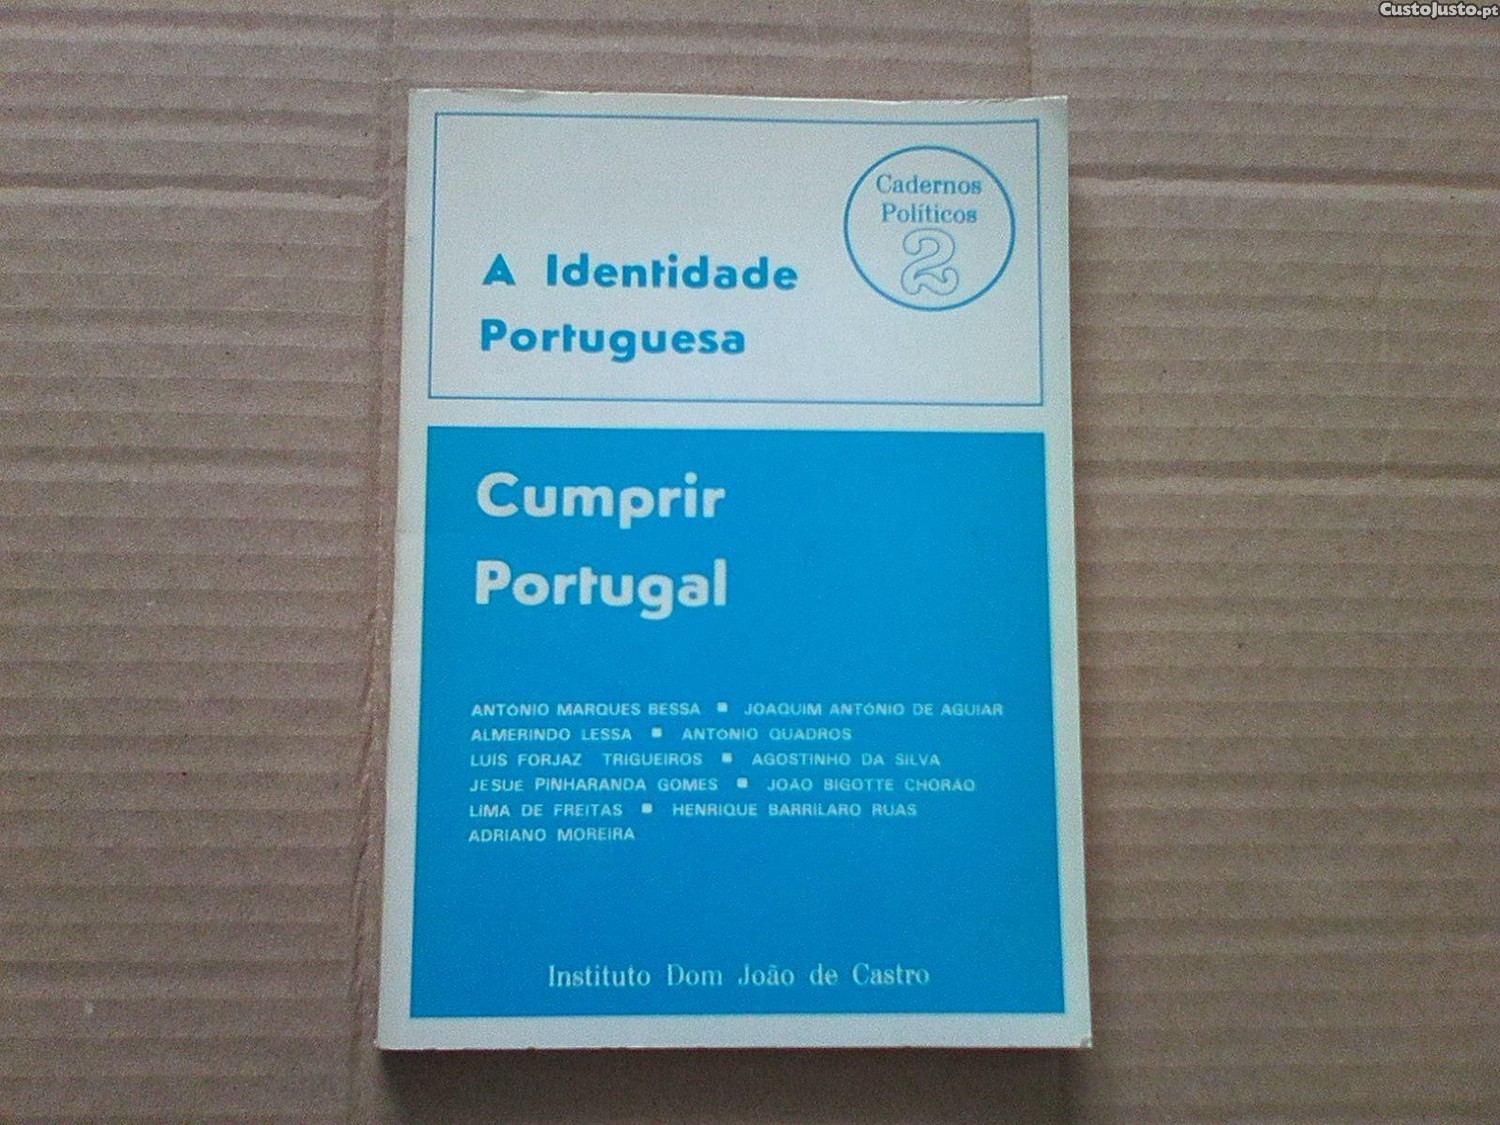 CustoJusto.pt
Cadernos
Políticos
2
A Identidade
Portuguesa
Cumprir
Portugal
ANTÓNIO MARQUES BESSA ■ JOAQUIM ANTÓNIO DE AGUIAR
ALMERINDO LESSA ■ ANTÓNIO QUADROS
LUÍS FORJAZ TRIGUEIROS ■ AGOSTINHO DA SILVA
JESUÉ PINHARANDA GOMES ■ JOÃO BIGOTTE CHORÃO
LIMA DE FREITAS ■ HENRIQUE BARRILARO RUAS
ADRIANO MOREIRA
Instituto Dom João de Castro